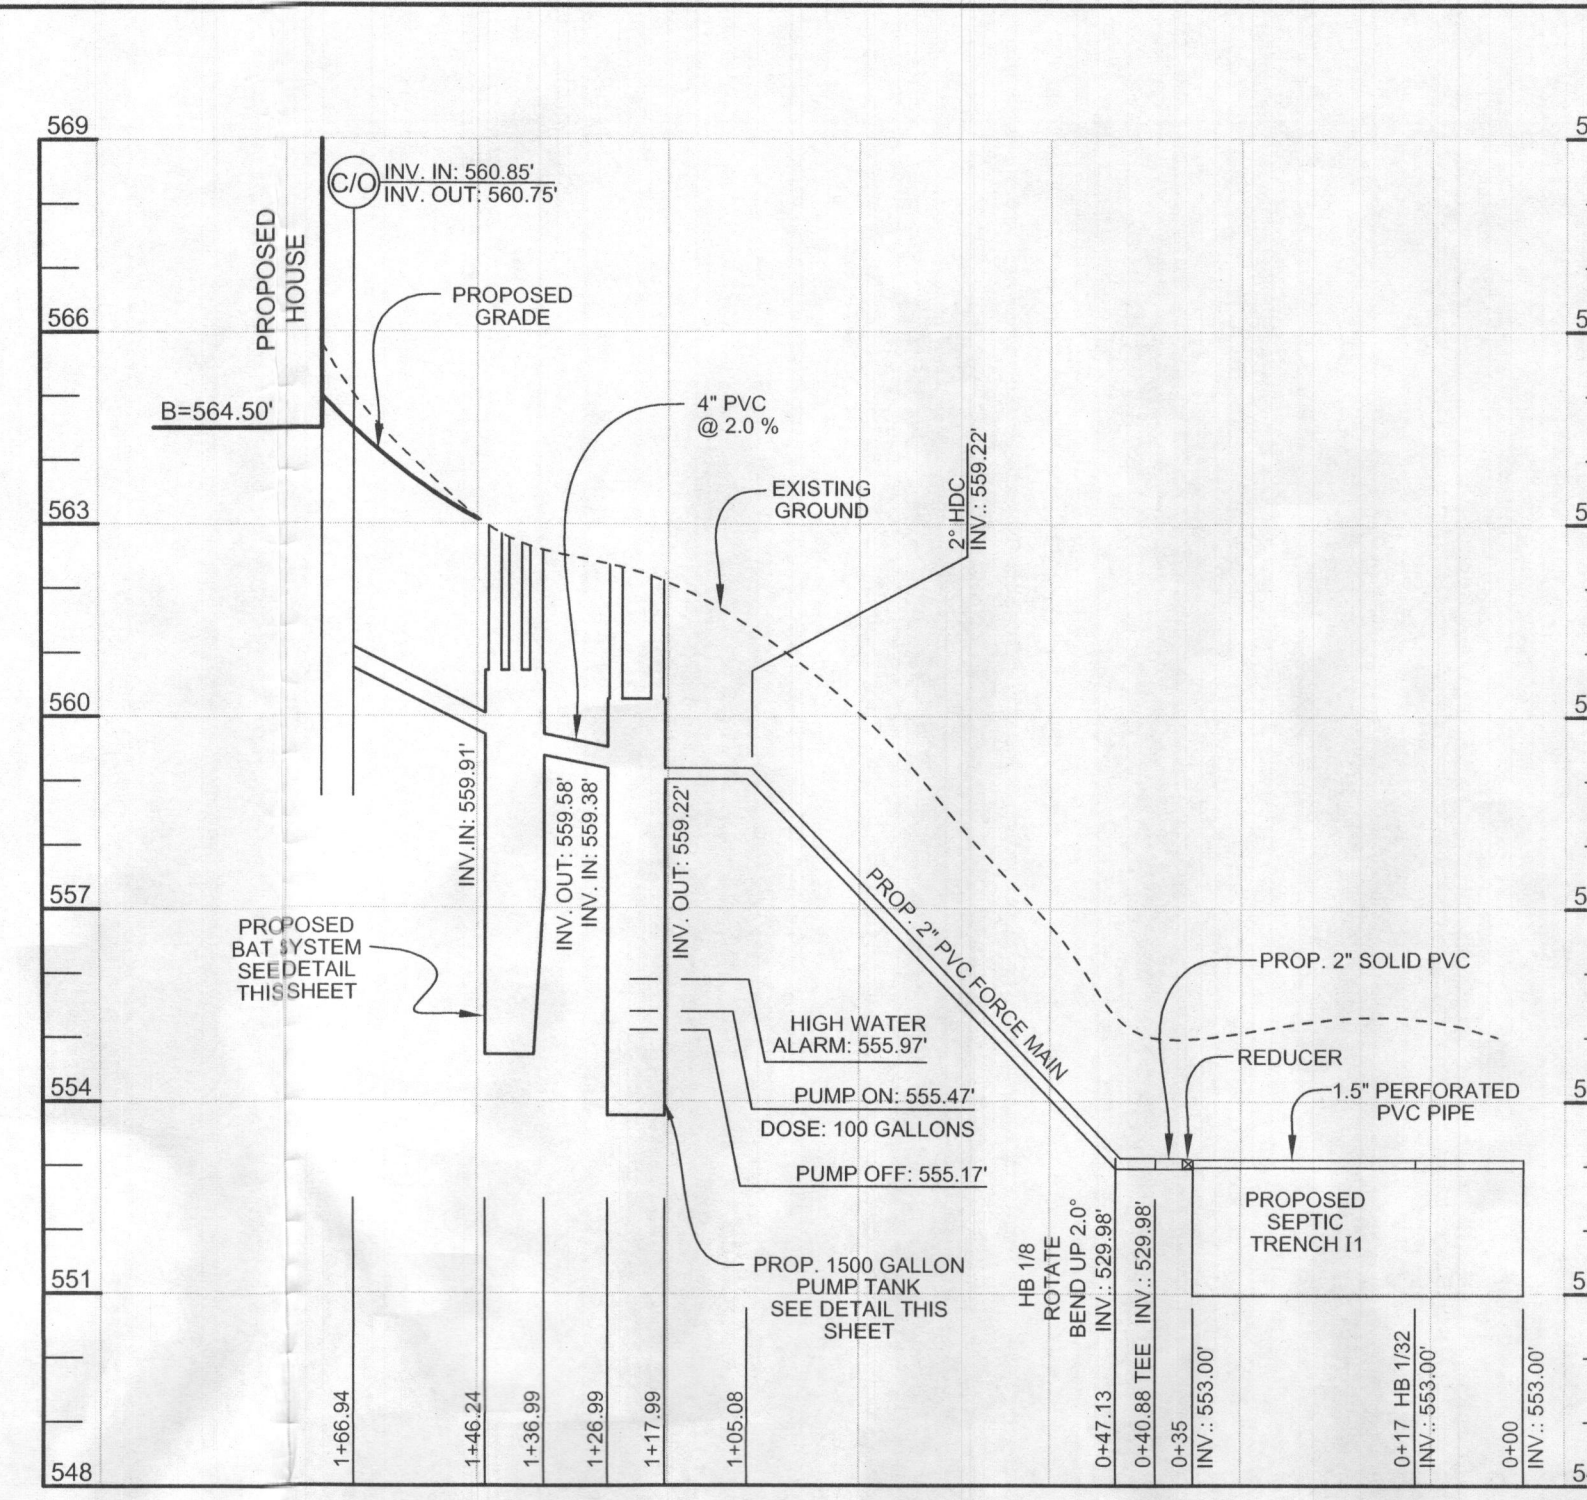 569
566
563
560
557
554
551
548
C/O
INV. IN: 560.85'
INV. OUT: 560.75'
PROPOSED
HOUSE
B=564.50'
PROPOSED
GRADE
4" PVC
@ 2.0 %
EXISTING
GROUND
2° HDC
INV.: 559.22'
INV.IN: 559.91'
INV. OUT: 559.58'
INV. IN: 559.38'
INV. OUT: 559.22'
PROPOSED
BAT SYSTEM
SEE DETAIL
THIS SHEET
HIGH WATER
ALARM: 555.97'
PUMP ON: 555.47'
DOSE: 100 GALLONS
PUMP OFF: 555.17'
PROP. 1500 GALLON
PUMP TANK
SEE DETAIL THIS
SHEET
PROP. 2" PVC FORCE MAIN
PROP. 2" SOLID PVC
REDUCER
1.5" PERFORATED
PVC PIPE
PROPOSED
SEPTIC
TRENCH I1
HB 1/8
ROTATE
BEND UP 2.0°
INV.: 529.98'
INV.: 529.98'
1+66.94
1+46.24
1+36.99
1+26.99
1+17.99
1+05.08
0+47.13
0+40.88 TEE
0+35
INV.: 553.00'
0+17 HB 1/32
INV.: 553.00'
0+00
INV.: 553.00'